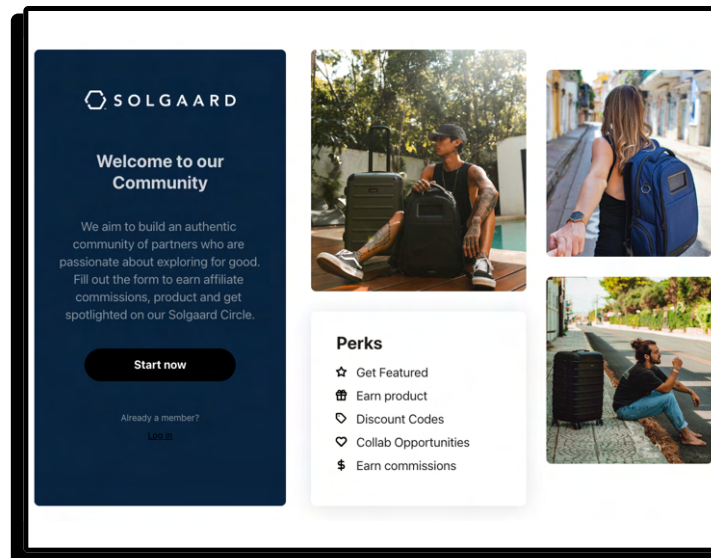 SOLGAARD
Welcome to our
Community
We aim to build an authentic
community of partners who are
passionate about exploring for good.
Fill out the form to earn affiliate
commissions, product and get
spotlighted on our Solgaard Circle.
Start now
Already a member?
Log in
Perks
Get Featured
Earn product
Discount Codes
Collab Opportunities
Earn commissions